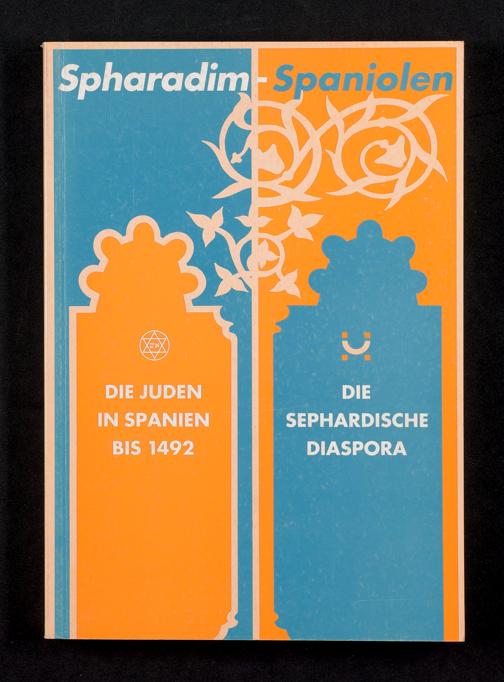 Spharadim-Spaniolen
DIE JUDEN
IN SPANIEN
BIS 1492
DIE
SEPHARDISCHE
DIASPORA